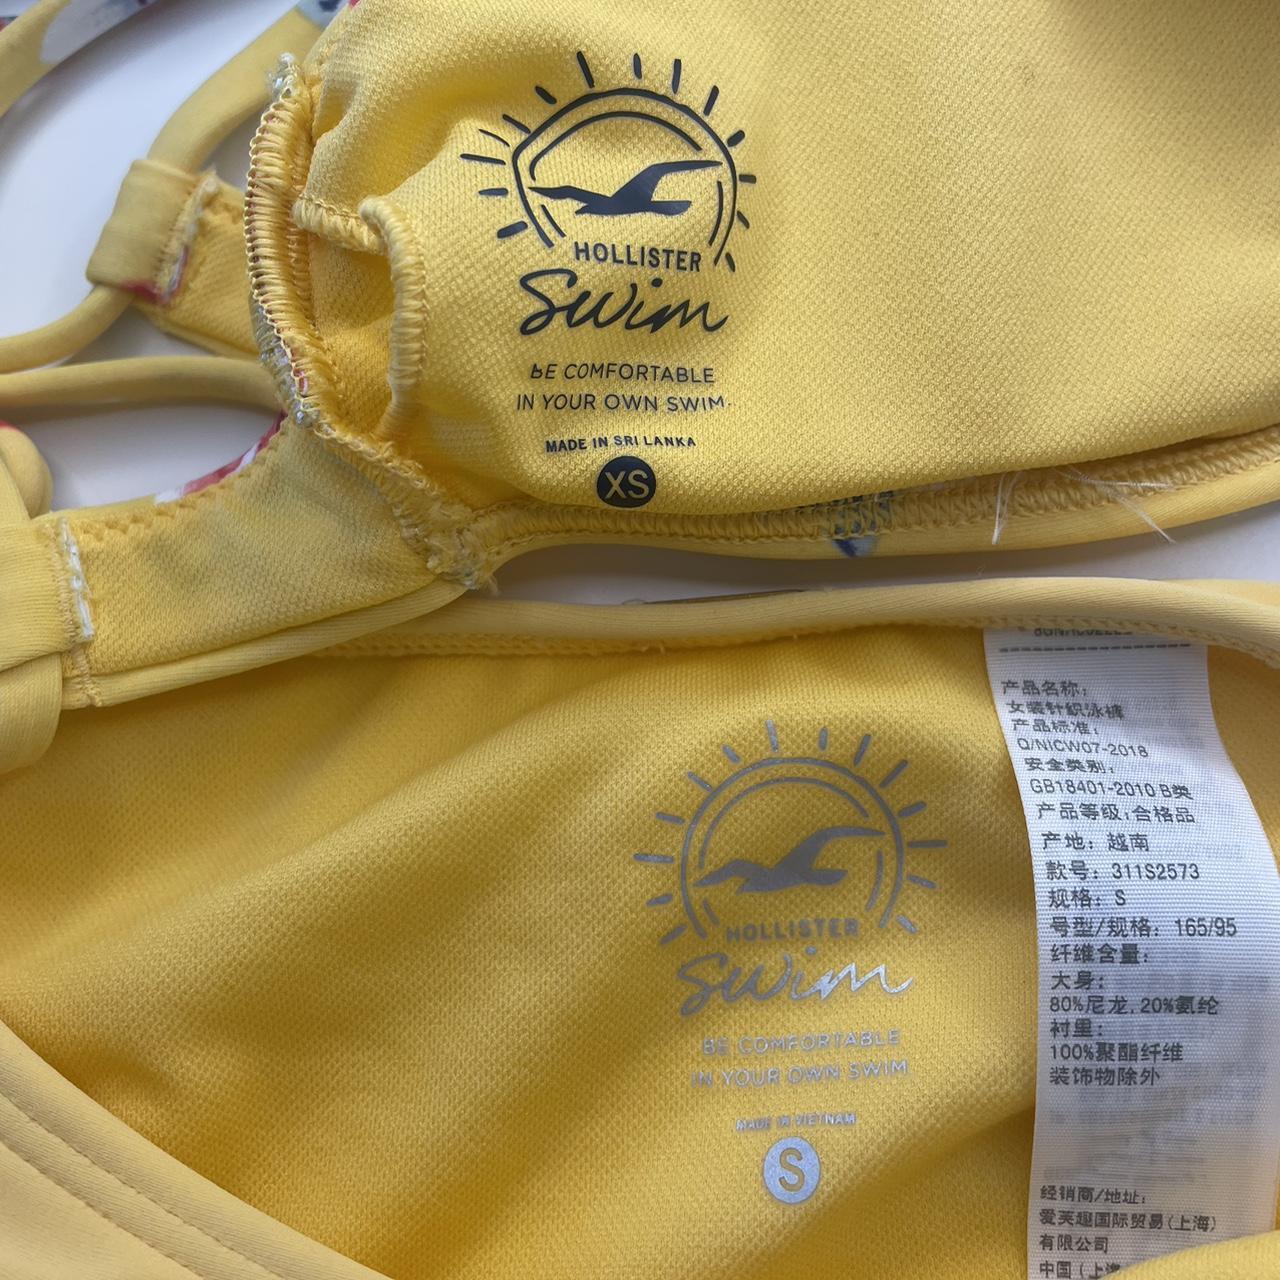 HOLLISTER
Swim
BE COMFORTABLE
IN YOUR OWN SWIM.
MADE IN SRI LANKA
XS
HOLLISTER
Swim
BE COMFORTABLE
IN YOUR OWN SWIM
MADE IN VIETNAM
S
产品名称:
女装针织泳裤
产品标准:
Q/NICW07-2018
安全类别:
GB18401-2010 B类
产品等级:合格品
产地: 越南
款号: 311S2573
规格: S
号型/规格: 165/95
纤维含量:
大身:
80%尼龙, 20%氨纶
衬里:
100%聚酯纤维
装饰物除外
经销商/地址:
爱芙趣国际贸易(上海)
有限公司
中国(上海